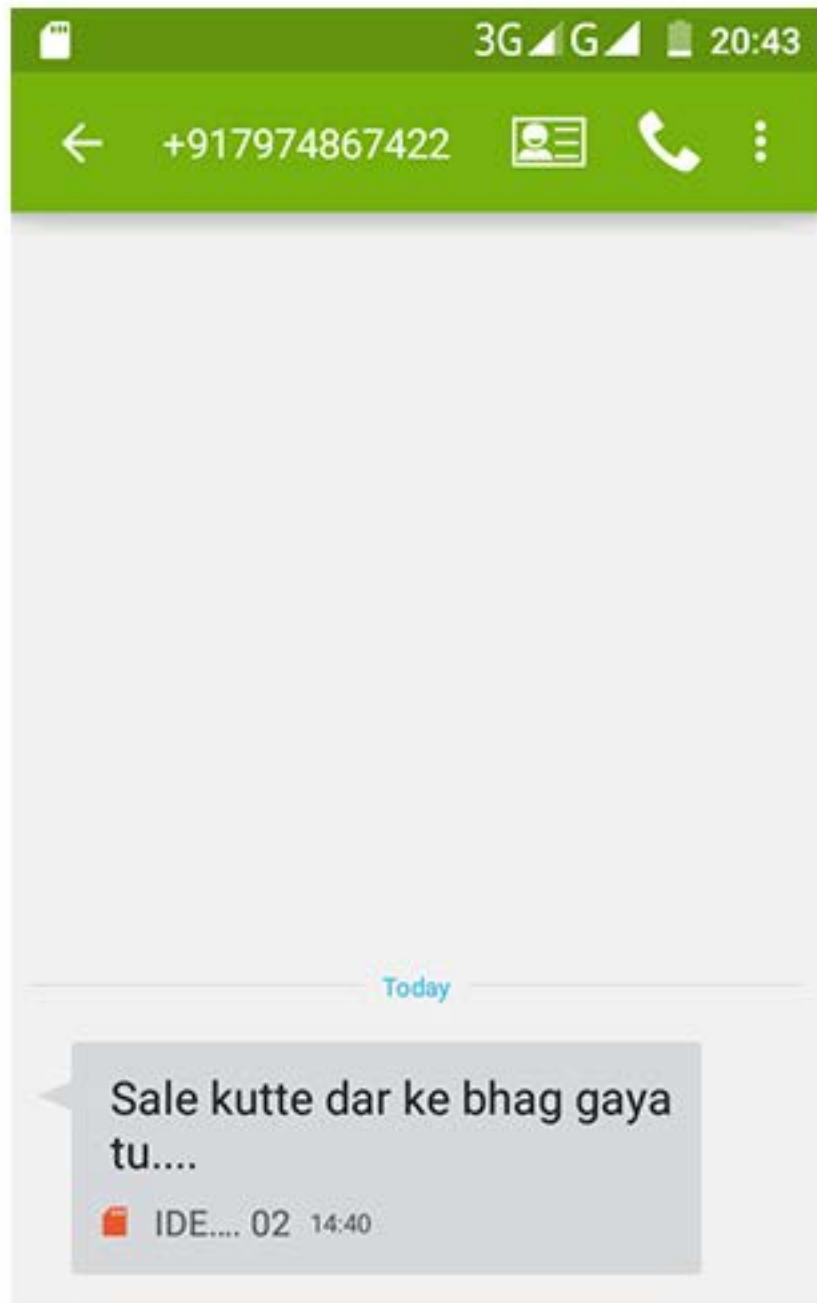 3G G 20:43
+917974867422
Today
Sale kutte dar ke bhag gaya
tu....
IDE.... 02 14:40